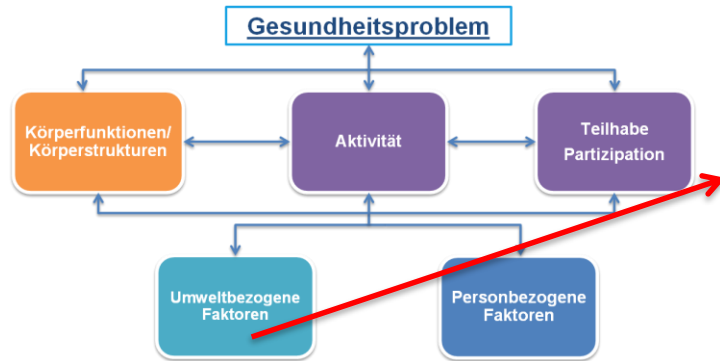 Gesundheitsproblem
Körperfunktionen/
Körperstrukturen
Aktivität
Teilhabe
Partizipation
Umweltbezogene
Faktoren
Personbezogene
Faktoren